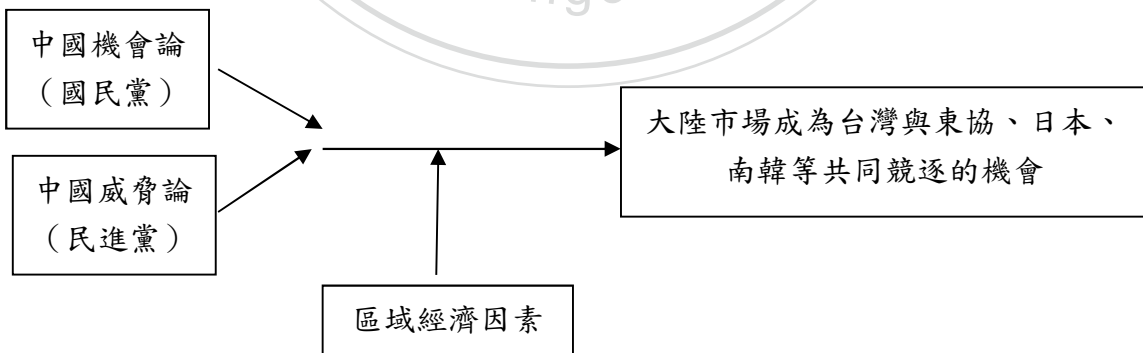 中國機會論
（國民黨）
中國威脅論
（民進黨）
大陸市場成為台灣與東協、日本、
南韓等共同競逐的機會
區域經濟因素